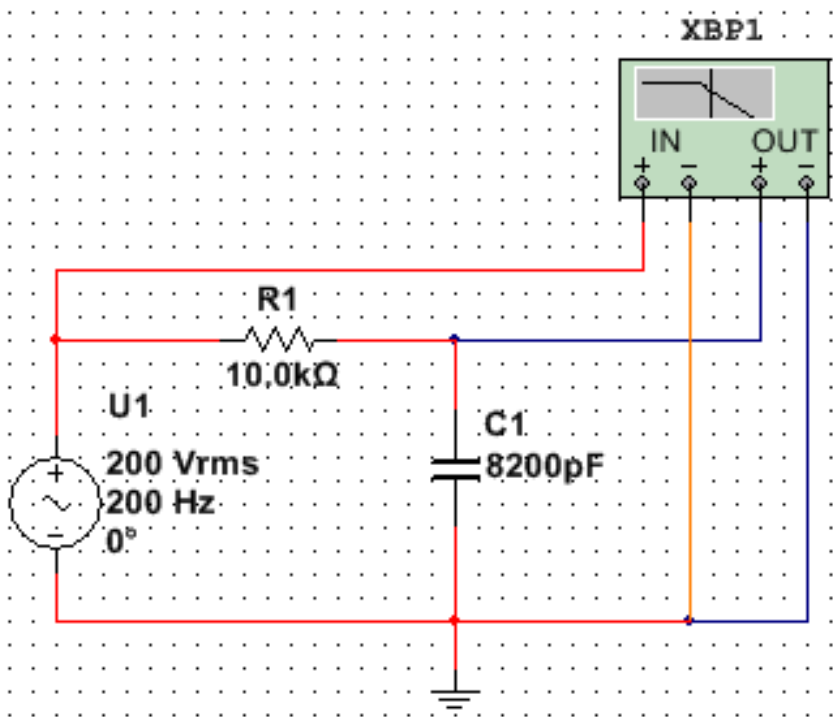 XBP1
IN OUT
+ − + −
R1
10.0kΩ
U1
200 Vrms
200 Hz
0°
C1
8200pF